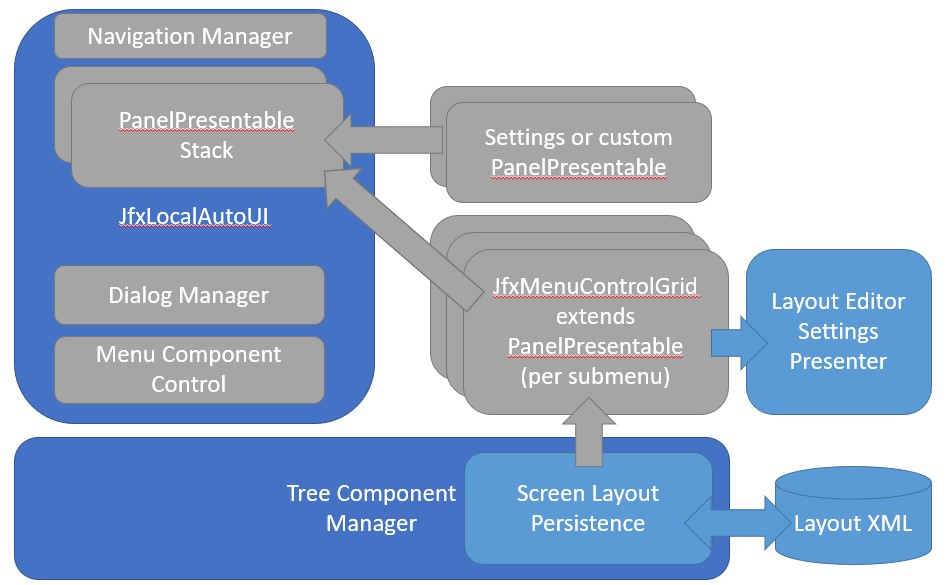 Navigation Manager
PanelPresentable
Stack
JfxLocalAutoUI
Dialog Manager
Menu Component
Control
Settings or custom
PanelPresentable
JfxMenuControlGrid
extends
PanelPresentable
(per submenu)
Layout Editor
Settings
Presenter
Tree Component
Manager
Screen Layout
Persistence
Layout XML